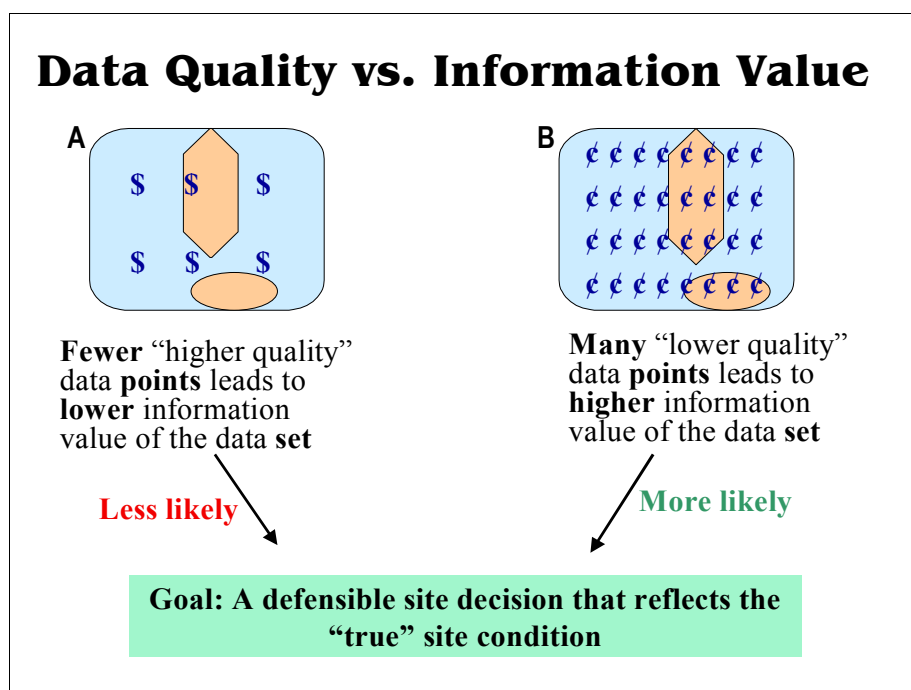 Data Quality vs. Information Value
A
B
$ $ $
$ $ $
¢ ¢ ¢ ¢ ¢ ¢ ¢ ¢
¢ ¢ ¢ ¢ ¢ ¢ ¢ ¢
¢ ¢ ¢ ¢ ¢ ¢ ¢ ¢
¢ ¢ ¢ ¢ ¢ ¢ ¢ ¢
Fewer “higher quality”
data points leads to
lower information
value of the data set
Many “lower quality”
data points leads to
higher information
value of the data set
Less likely
More likely
Goal: A defensible site decision that reflects the
“true” site condition